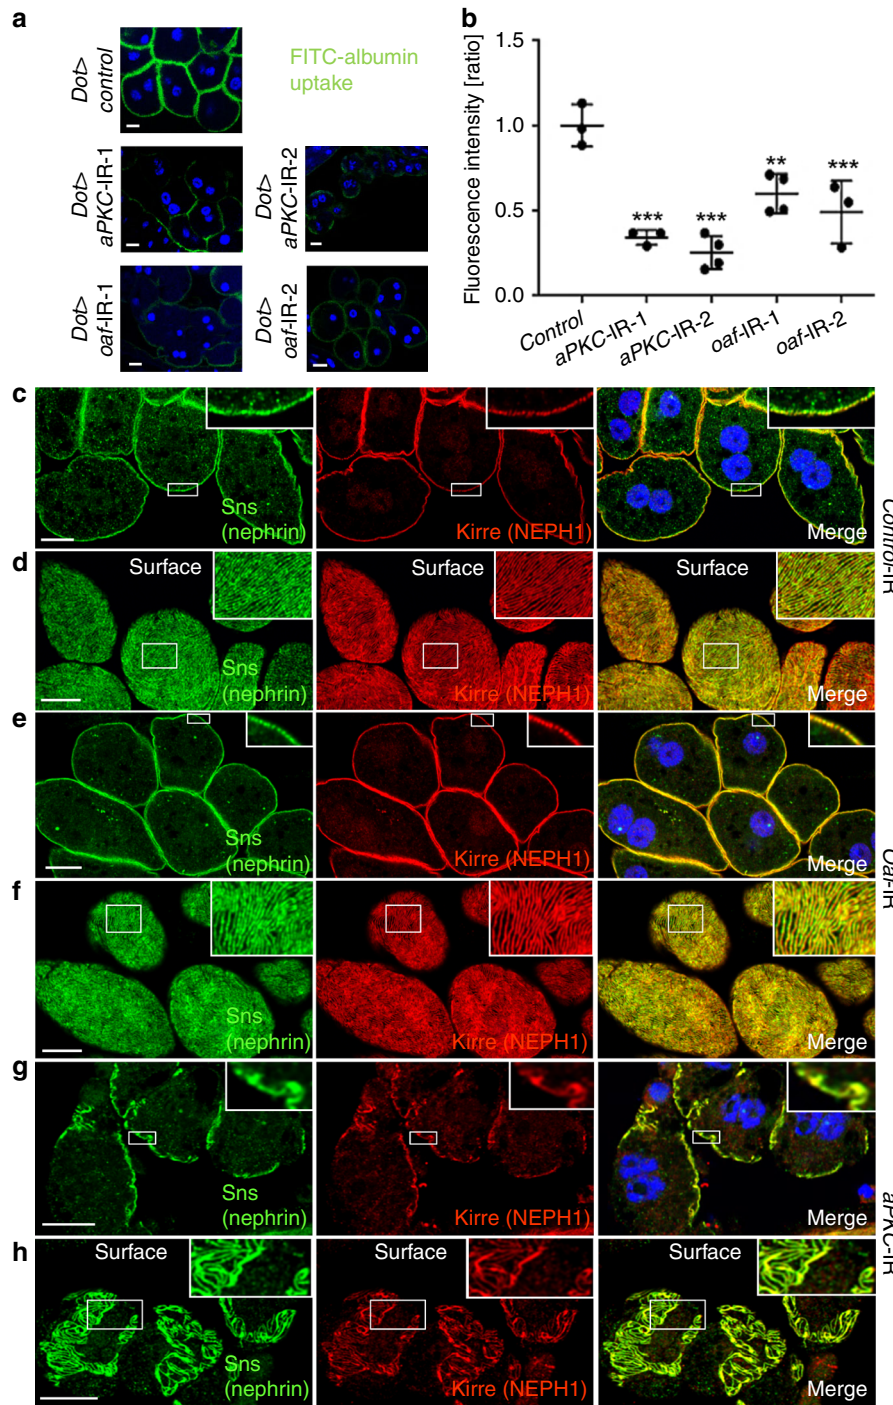 a
Dot>
control
FITC-albumin
uptake
Dot>
aPKC-IR-1
Dot>
aPKC-IR-2
Dot>
oaf-IR-1
Dot>
oaf-IR-2
b
Fluorescence intensity [ratio]
1.5
1.0
0.5
0.0
***
***
**
***
Control
aPKC-IR-1
aPKC-IR-2
oaf-IR-1
oaf-IR-2
c
Sns
(nephrin)
Kirre (NEPH1)
Merge
Control-IR
d
Surface
Sns
(nephrin)
Kirre (NEPH1)
Surface
Merge
e
Sns
(nephrin)
Kirre (NEPH1)
Merge
Oaf-IR
f
Sns
(nephrin)
Kirre (NEPH1)
Merge
g
Sns
(nephrin)
Kirre (NEPH1)
Merge
aPKC-IR
h
Surface
Sns
(nephrin)
Kirre (NEPH1)
Surface
Merge